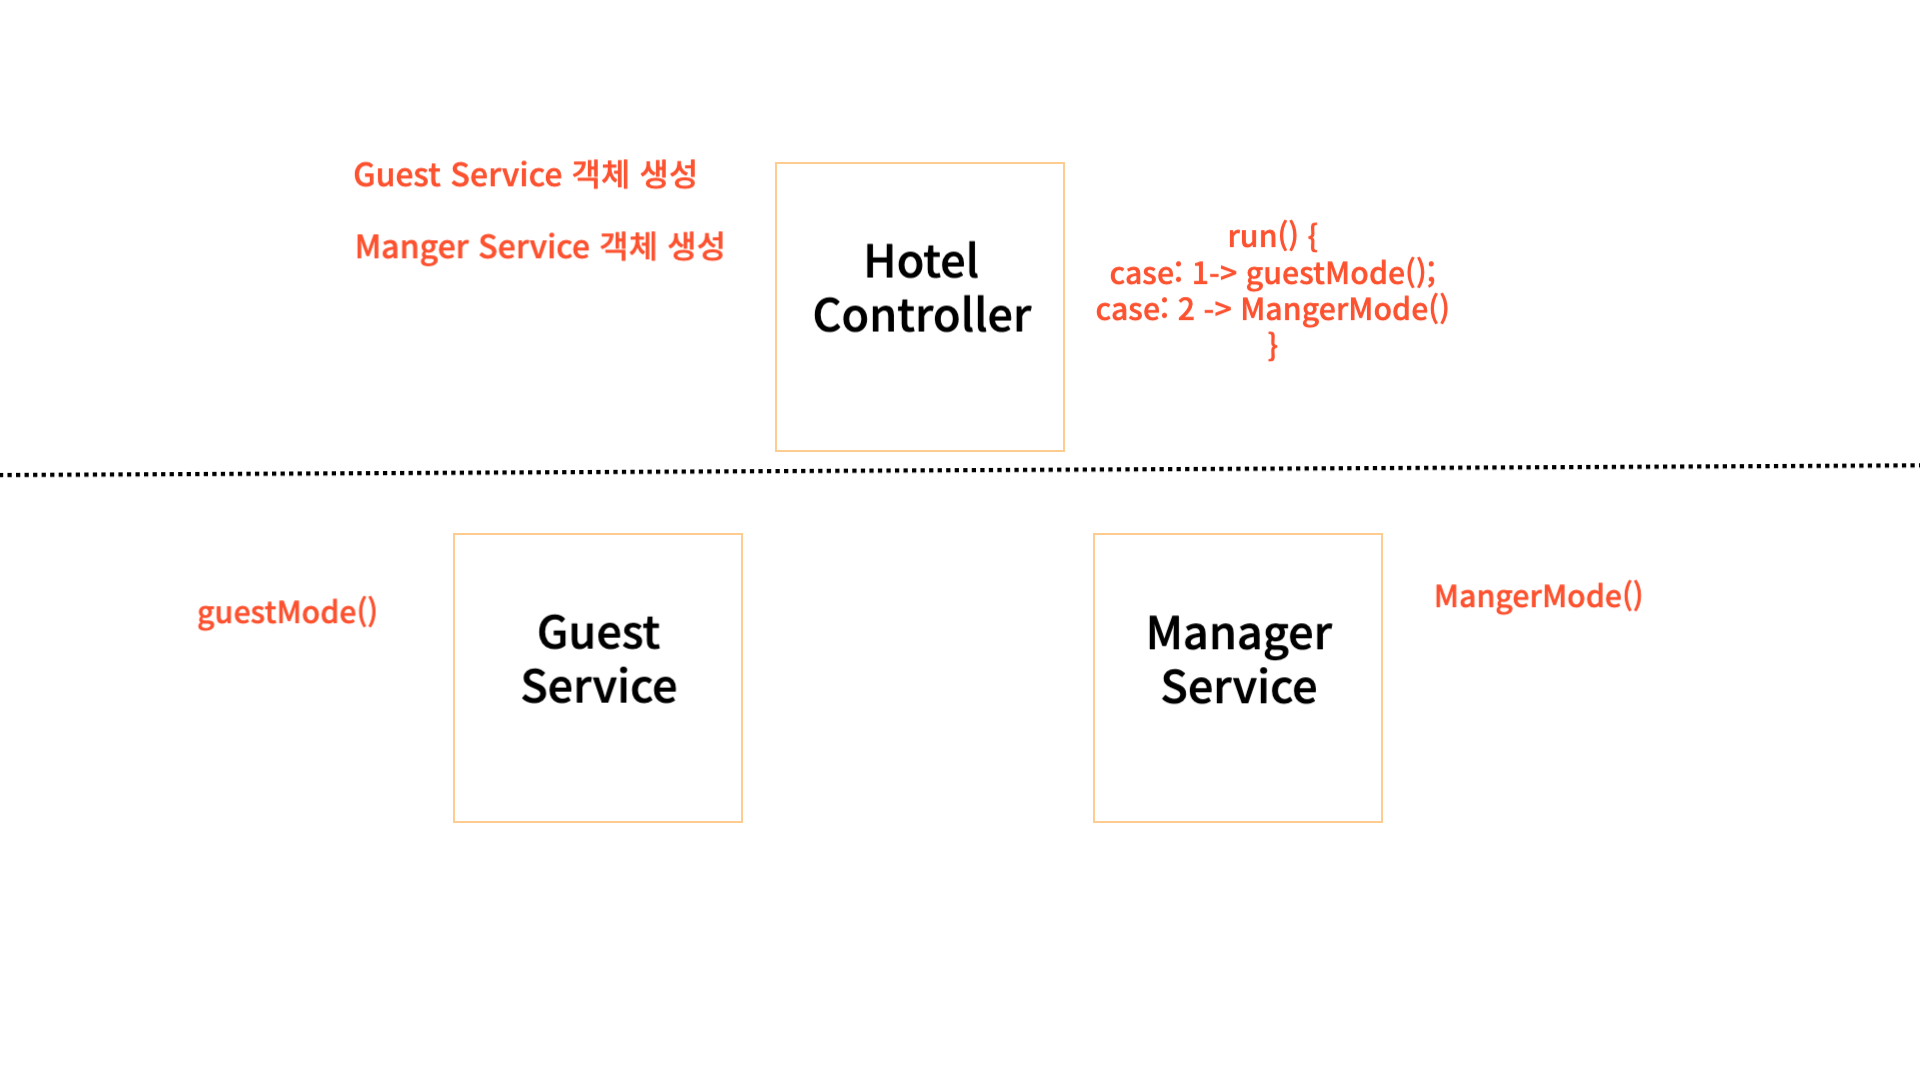 Guest Service 객체 생성
Manger Service 객체 생성
Hotel
Controller
run() {
case: 1-> guestMode();
case: 2 -> MangerMode()
}
guestMode()
Guest
Service
Manager
Service
MangerMode()